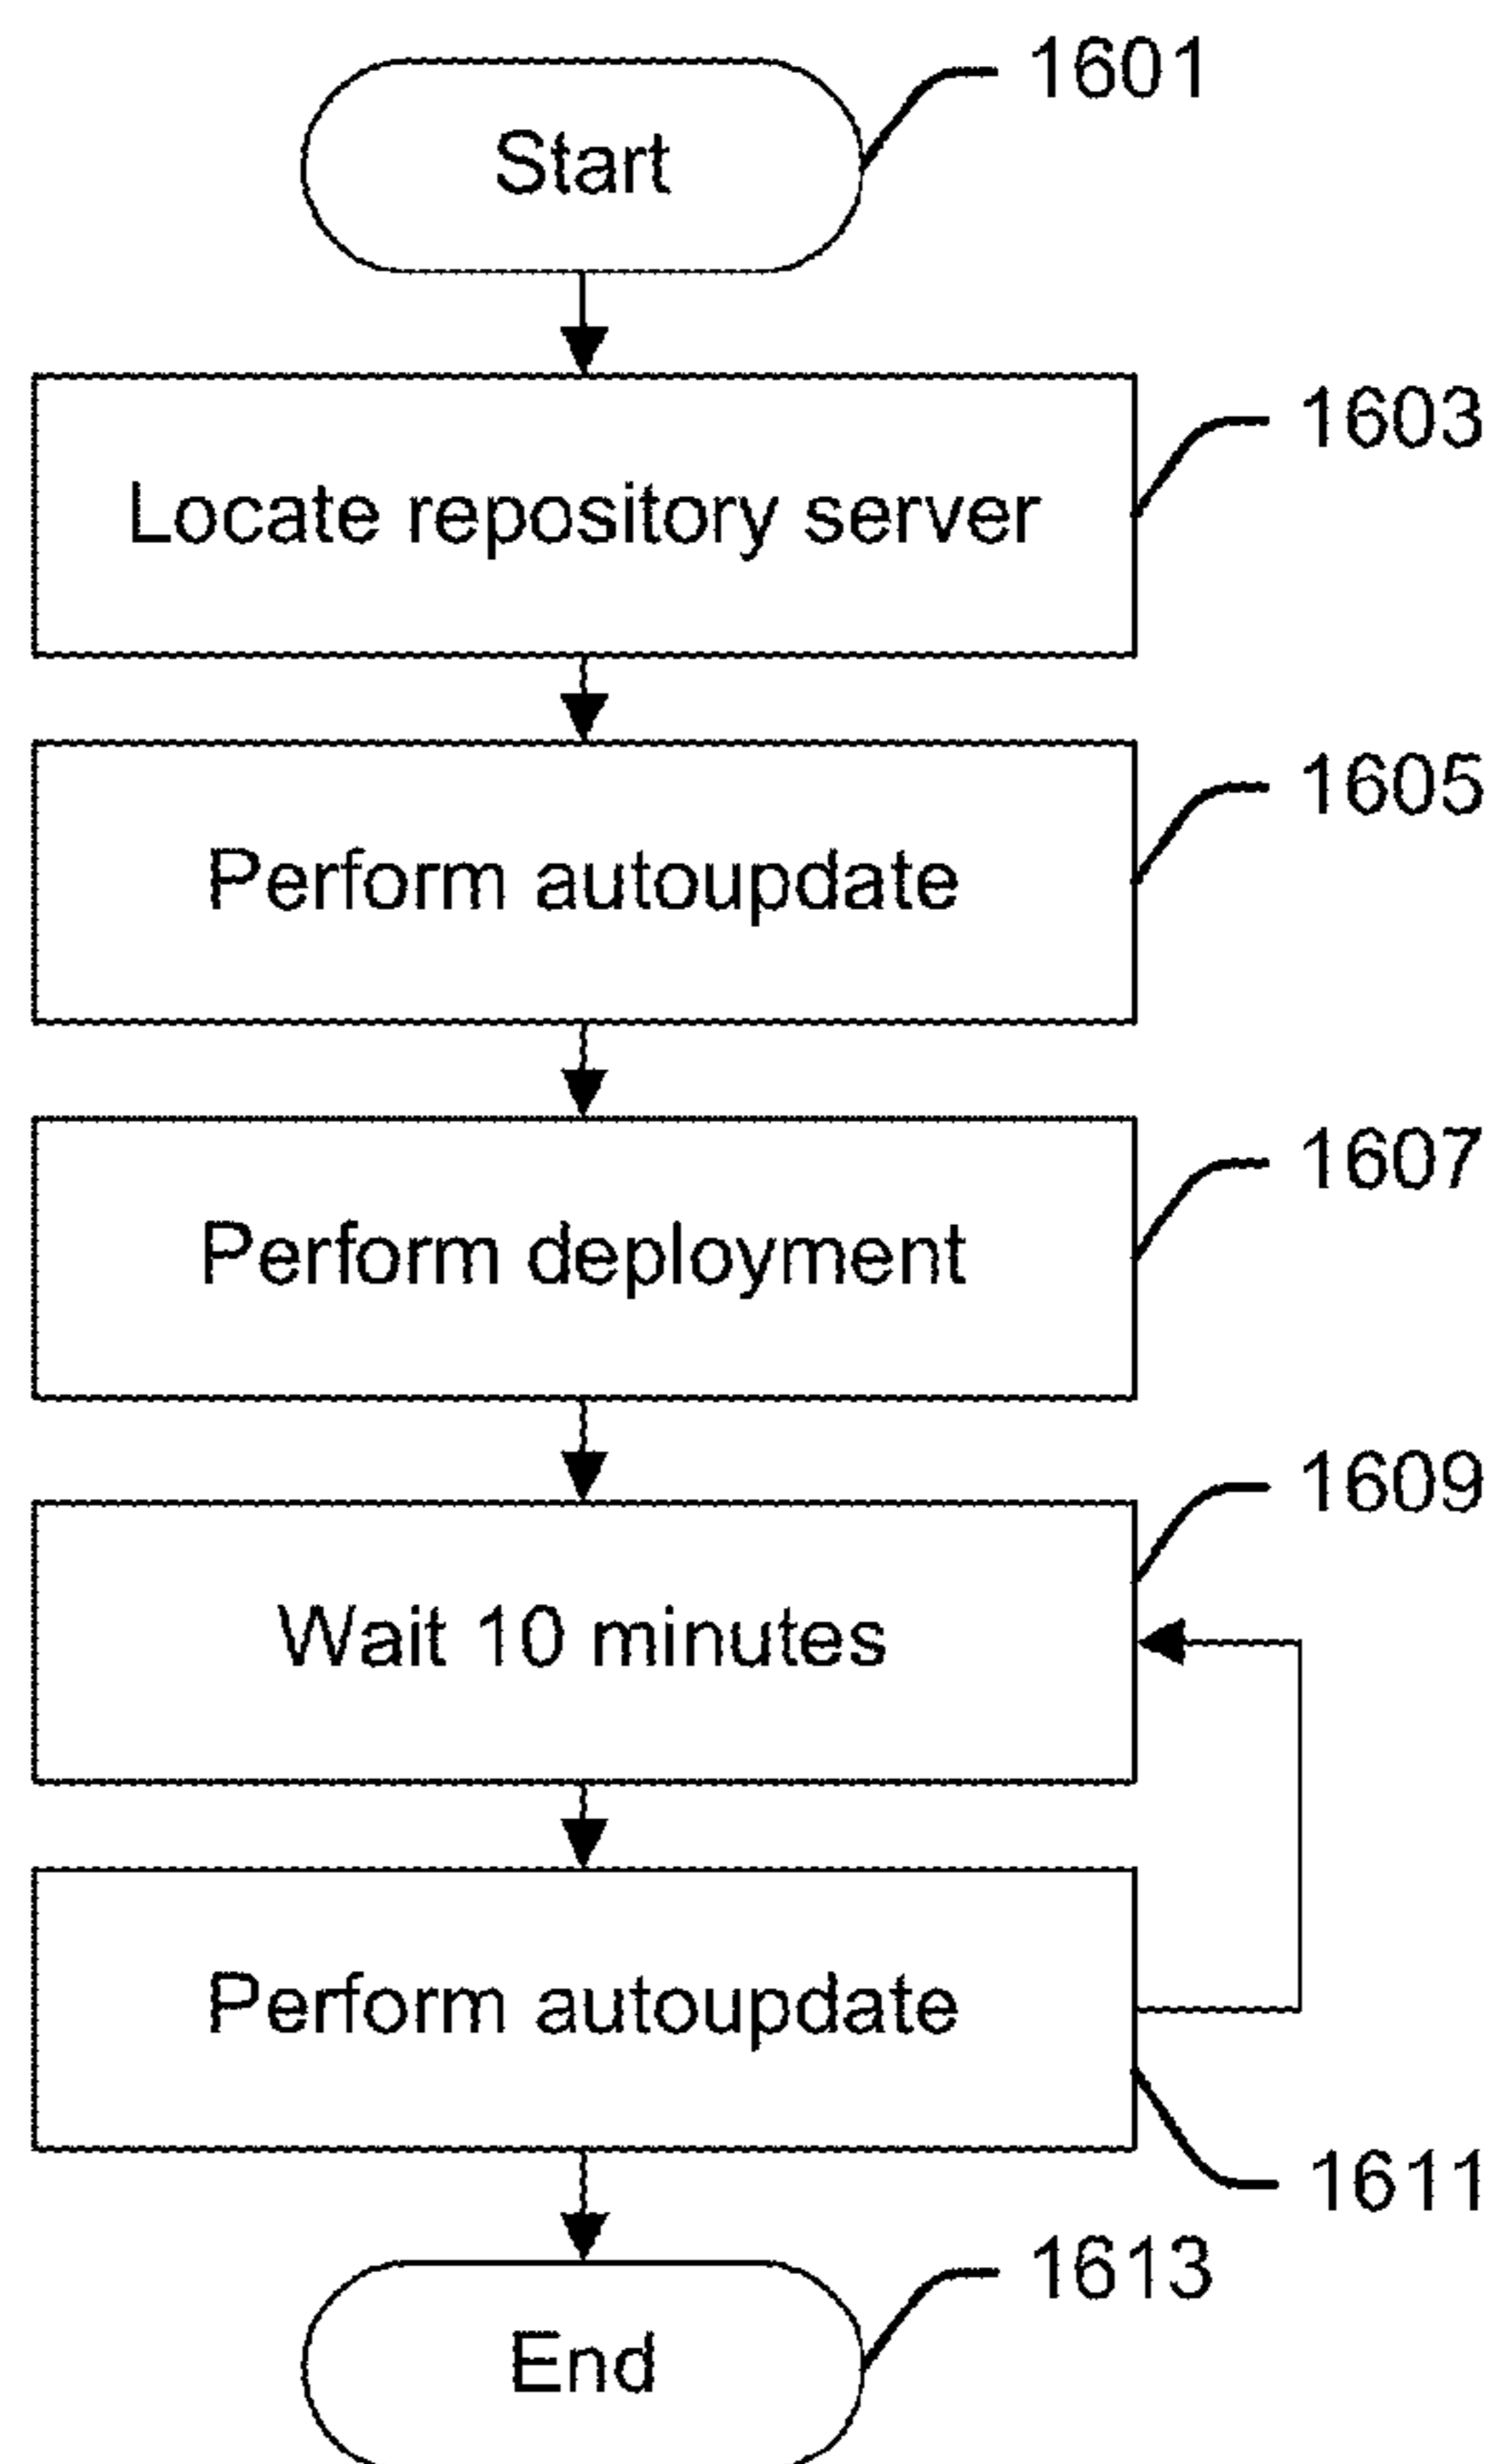 Start
1601
Locate repository server
1603
Perform autoupdate
1605
Perform deployment
1607
Wait 10 minutes
1609
Perform autoupdate
1611
End
1613